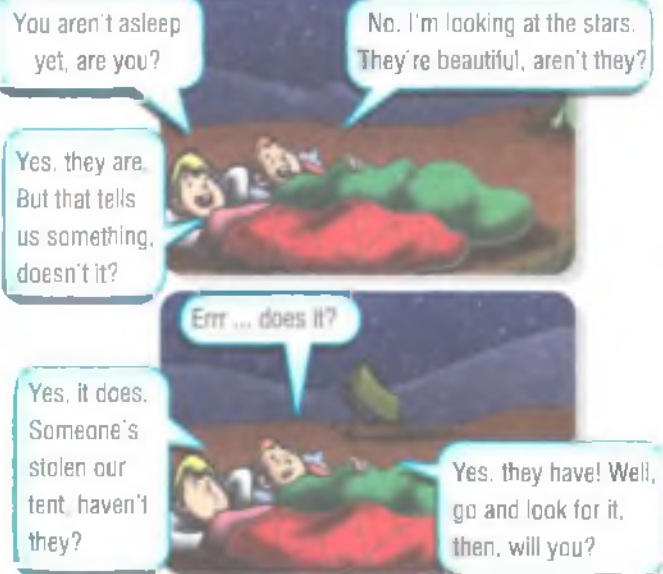 You aren't asleep
yet, are you?
No. I'm looking at the stars.
They're beautiful, aren't they?
Yes, they are.
But that tells
us something,
doesn't it?
Errr ... does it?
Yes, it does.
Someone's
stolen our
tent, haven't
they?
Yes, they have! Well,
go and look for it,
then, will you?